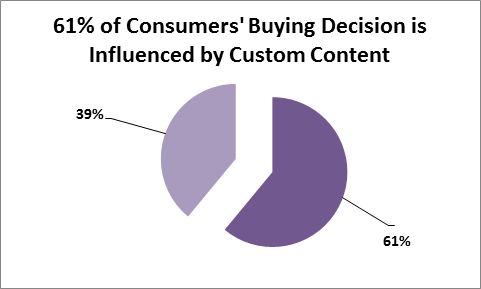 61% of Consumers' Buying Decision is
Influenced by Custom Content
39%
61%